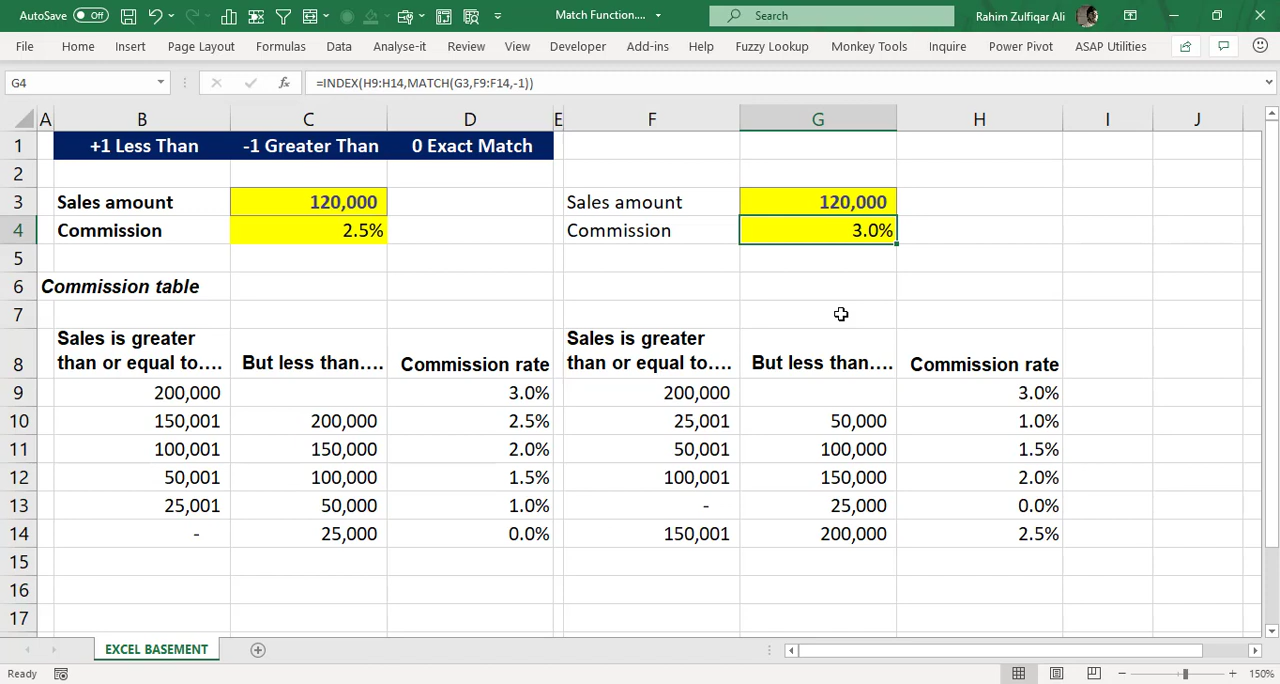 AutoSave Off Match Function.... Search Rahim Zulfiqar Ali
File Home Insert Page Layout Formulas Data Analyse-it Review View Developer Add-ins Help Fuzzy Lookup Monkey Tools Inquire Power Pivot ASAP Utilities
G4 fx =INDEX(H9:H14,MATCH(G3,F9:F14,-1))
A B C D E F G H I J
1 +1 Less Than -1 Greater Than 0 Exact Match
2
3 Sales amount 120,000 Sales amount 120,000
4 Commission 2.5% Commission 3.0%
5
6 Commission table
7
Sales is greater Sales is greater
8 than or equal to.... But less than.... Commission rate than or equal to.... But less than.... Commission rate
9 200,000 3.0% 200,000 3.0%
10 150,001 200,000 2.5% 25,001 50,000 1.0%
11 100,001 150,000 2.0% 50,001 100,000 1.5%
12 50,001 100,000 1.5% 100,001 150,000 2.0%
13 25,001 50,000 1.0% - 25,000 0.0%
14 - 25,000 0.0% 150,001 200,000 2.5%
15
16
17
EXCEL BASEMENT
Ready 150%